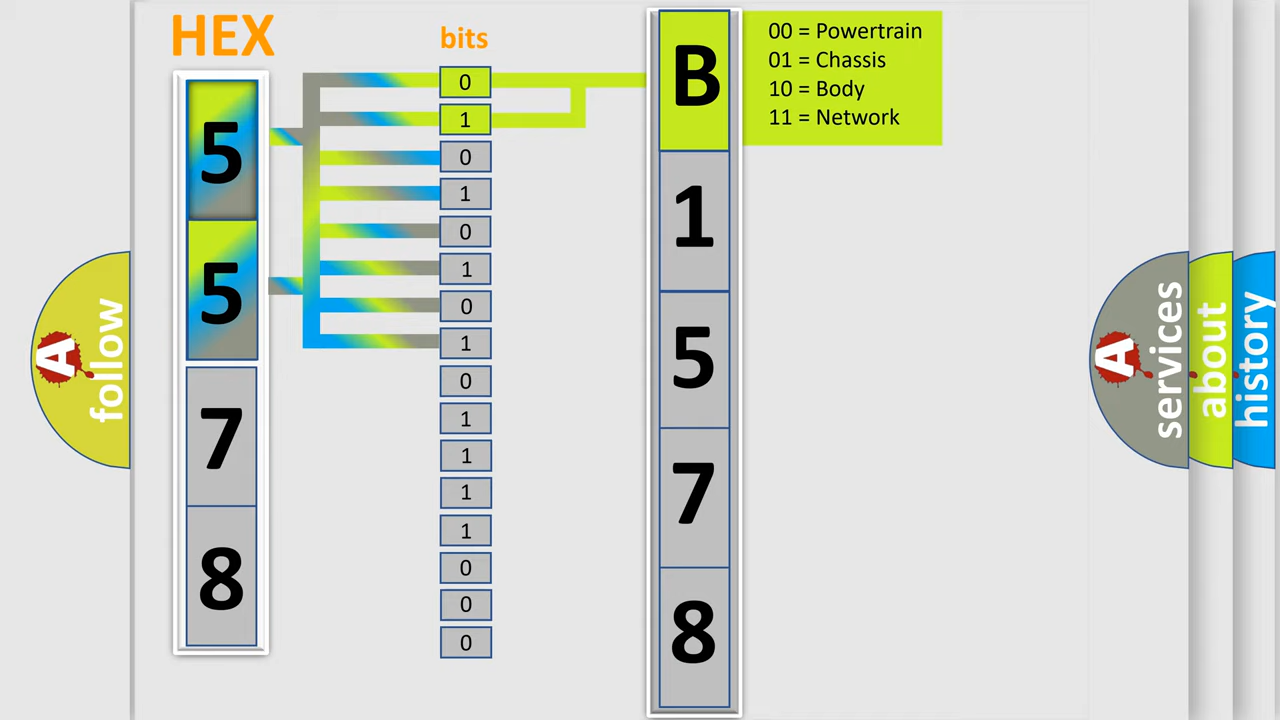 HEX
bits
5
5
7
8
0
1
0
1
0
1
0
1
0
1
1
1
1
0
0
0
B
1
5
7
8
00 = Powertrain
01 = Chassis
10 = Body
11 = Network
A
follow
A
services
about
history